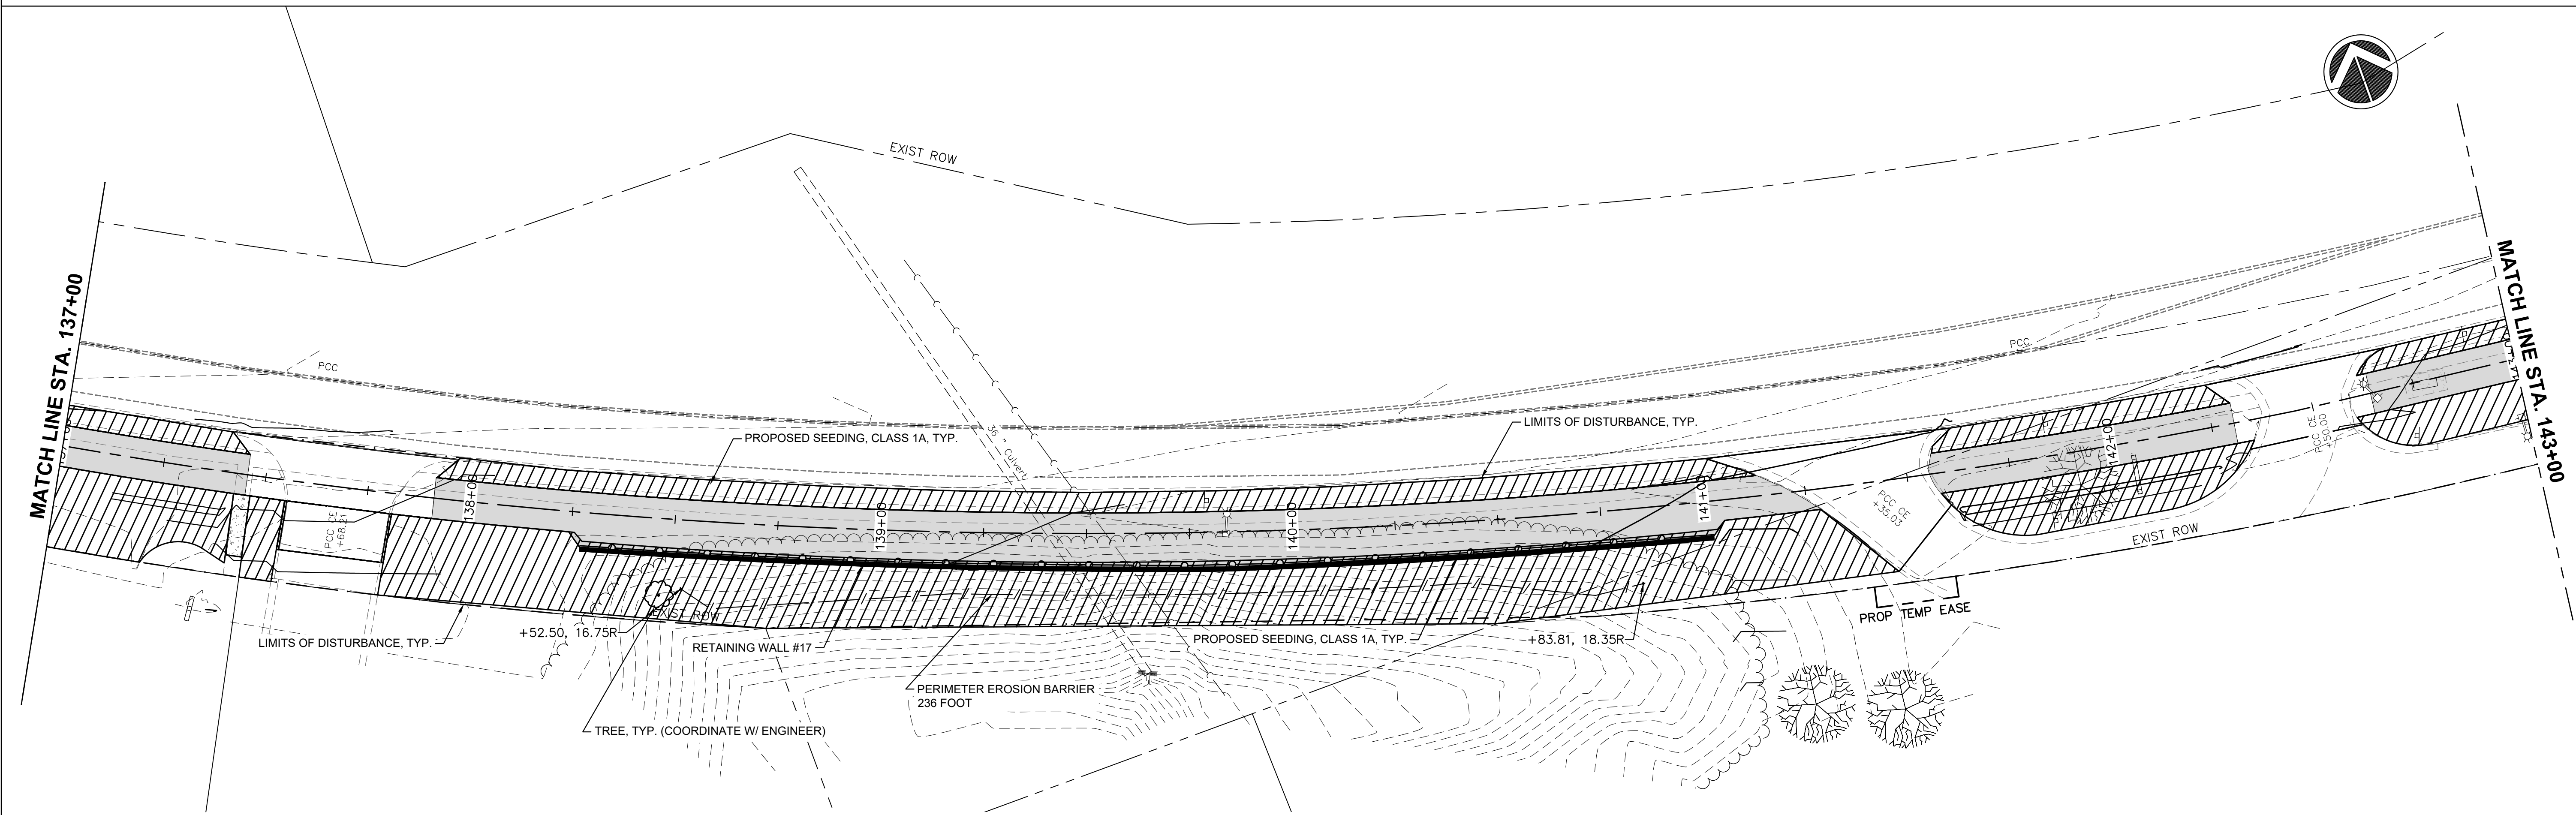 EXIST ROW
MATCH LINE STA. 137+00
MATCH LINE STA. 143+00
PCC
PCC
36" Culvert
PROPOSED SEEDING, CLASS 1A, TYP.
LIMITS OF DISTURBANCE, TYP.
138+00
139+00
140+00
141+00
142+00
PCC CE
+68.21
PCC CE
+35.03
PCC CE
+50.00
EXIST ROW
EXIST ROW
PROP TEMP EASE
LIMITS OF DISTURBANCE, TYP.
+52.50, 16.75R
RETAINING WALL #17
PROPOSED SEEDING, CLASS 1A, TYP.
+83.81, 18.35R
PERIMETER EROSION BARRIER
236 FOOT
TREE, TYP. (COORDINATE W/ ENGINEER)